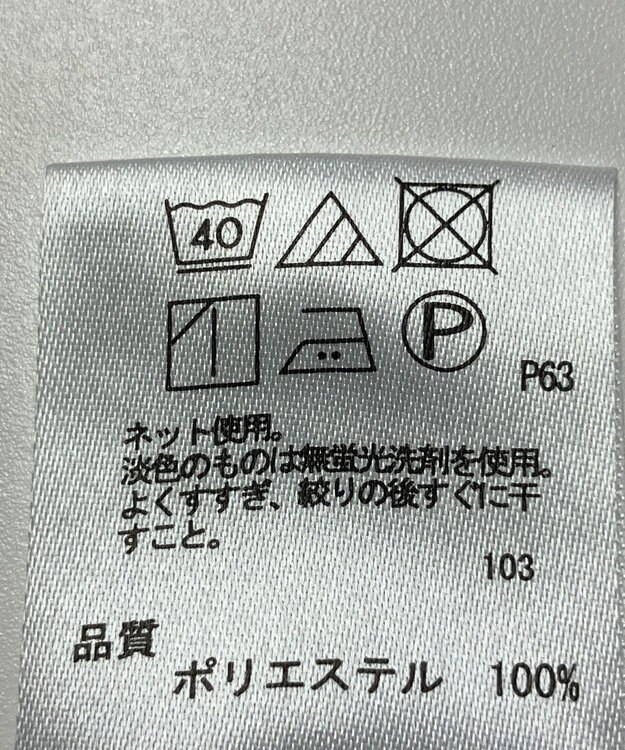 40
P
P63
ネット使用。
淡色のものは無蛍光洗剤を使用。
よくすすぎ、絞りの後すぐに干
すこと。
103
品質
ポリエステル 100%